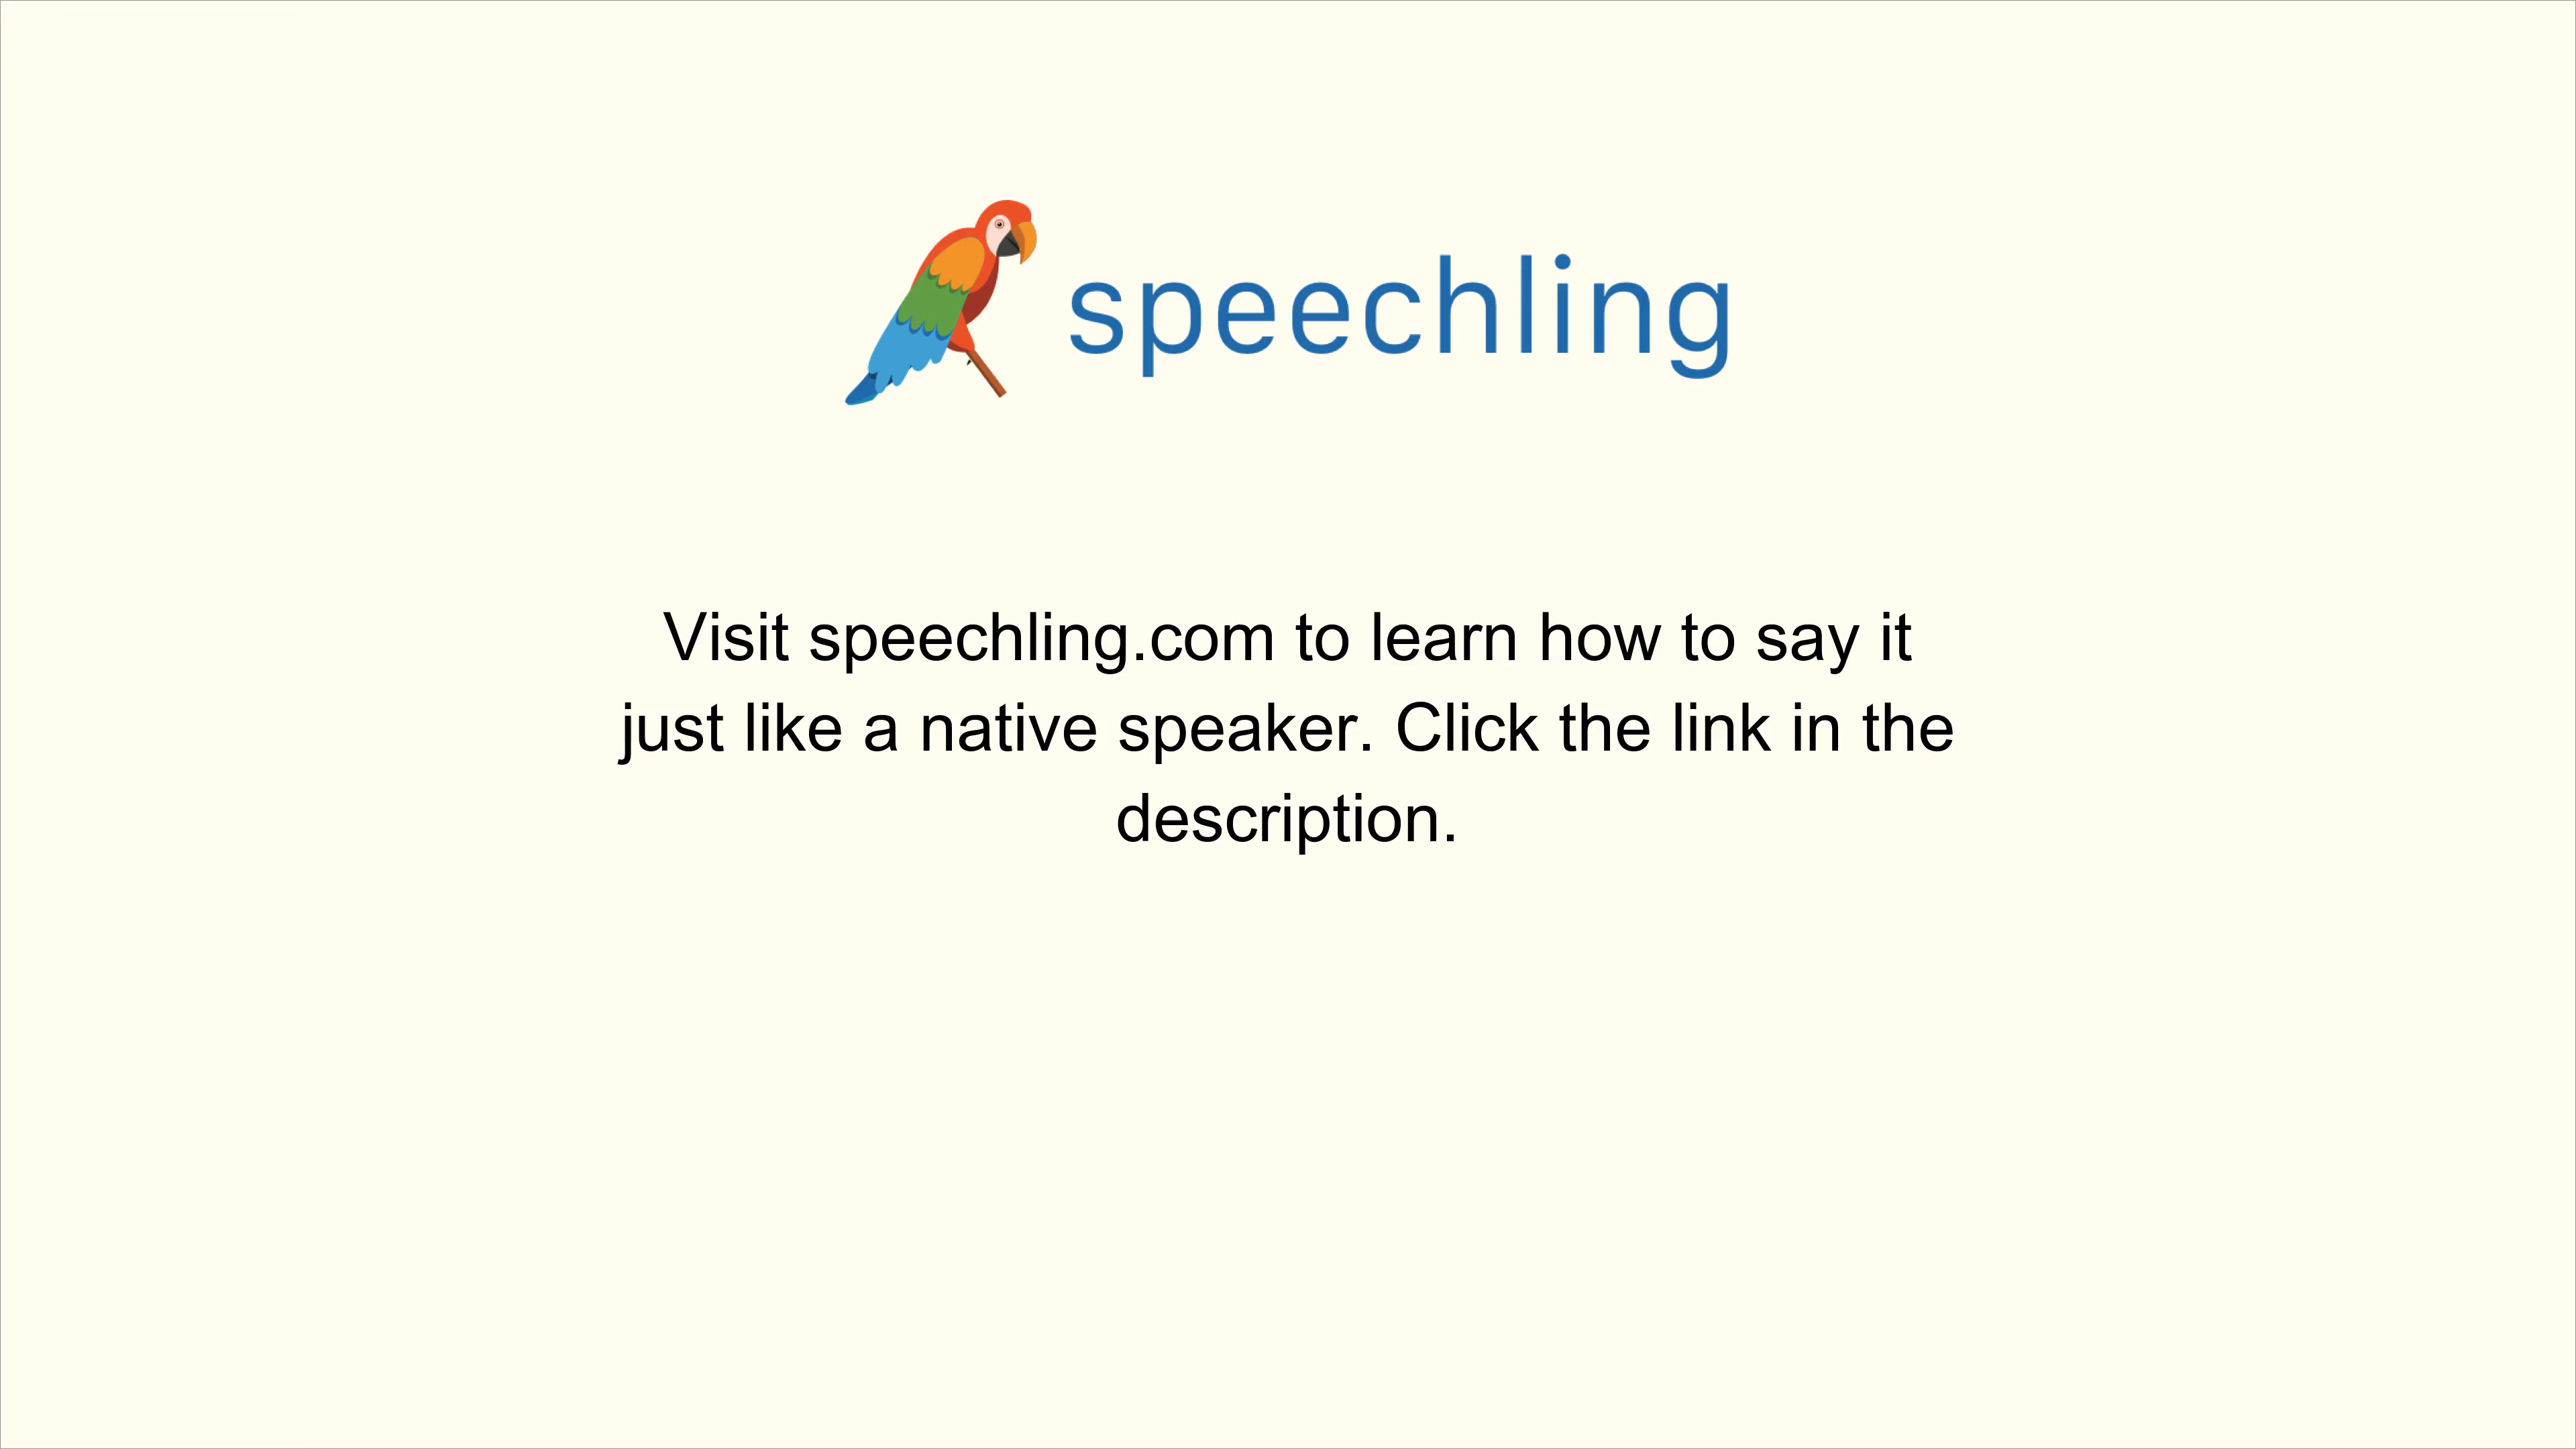 speechling
Visit speechling.com to learn how to say it
just like a native speaker. Click the link in the
description.